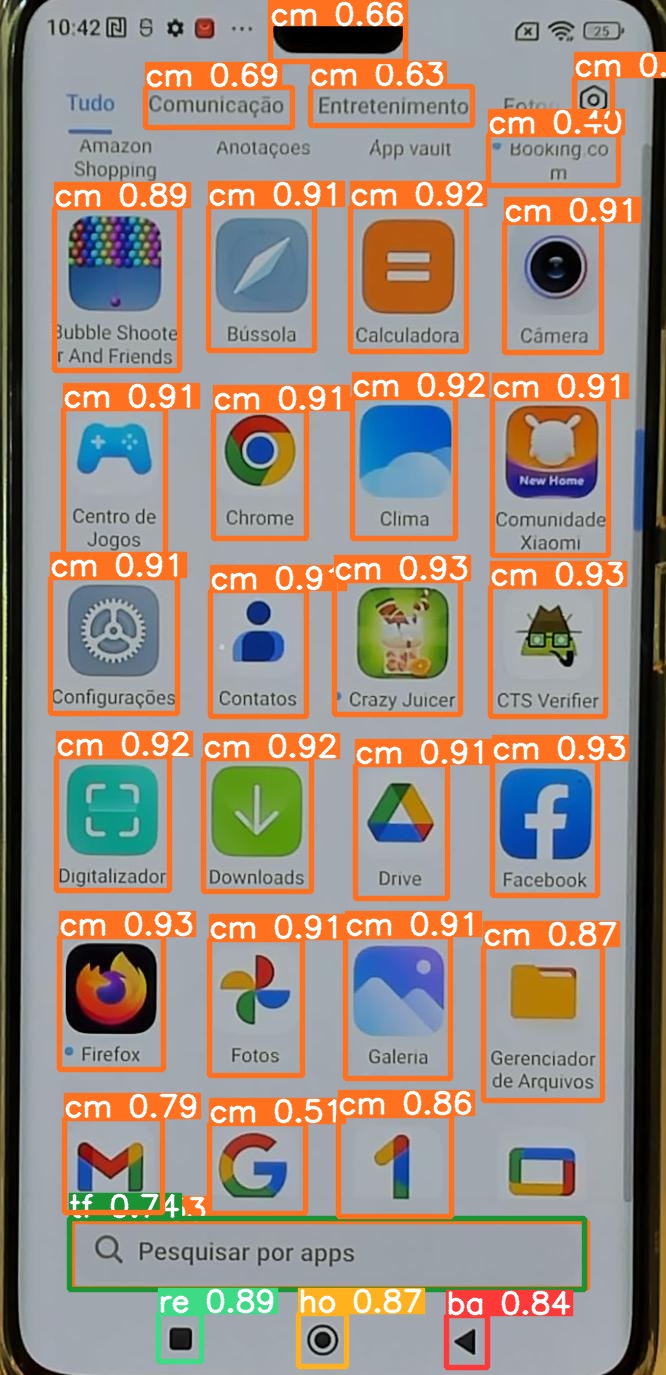 10:42
25
cm 0.66
cm 0.69 cm 0.63 cm 0.
Tudo Comunicação Entretenimento
cm 0.40
Amazon Shopping Anotações App vault Booking.com
cm 0.89 cm 0.91 cm 0.92 cm 0.91
Bubble Shooter And Friends Bússola Calculadora Câmera
cm 0.91 cm 0.91 cm 0.92 cm 0.91
New Home
Centro de Jogos Chrome Clima Comunidade Xiaomi
cm 0.91 cm 0.9 cm 0.93 cm 0.93
Configurações Contatos Crazy Juicer CTS Verifier
cm 0.92 cm 0.92 cm 0.91 cm 0.93
Digitalizador Downloads Drive Facebook
cm 0.93 cm 0.91 cm 0.91 cm 0.87
Firefox Fotos Galeria Gerenciador de Arquivos
cm 0.79 cm 0.51 cm 0.86
tf 0.74
Pesquisar por apps
re 0.89 ho 0.87 ba 0.84